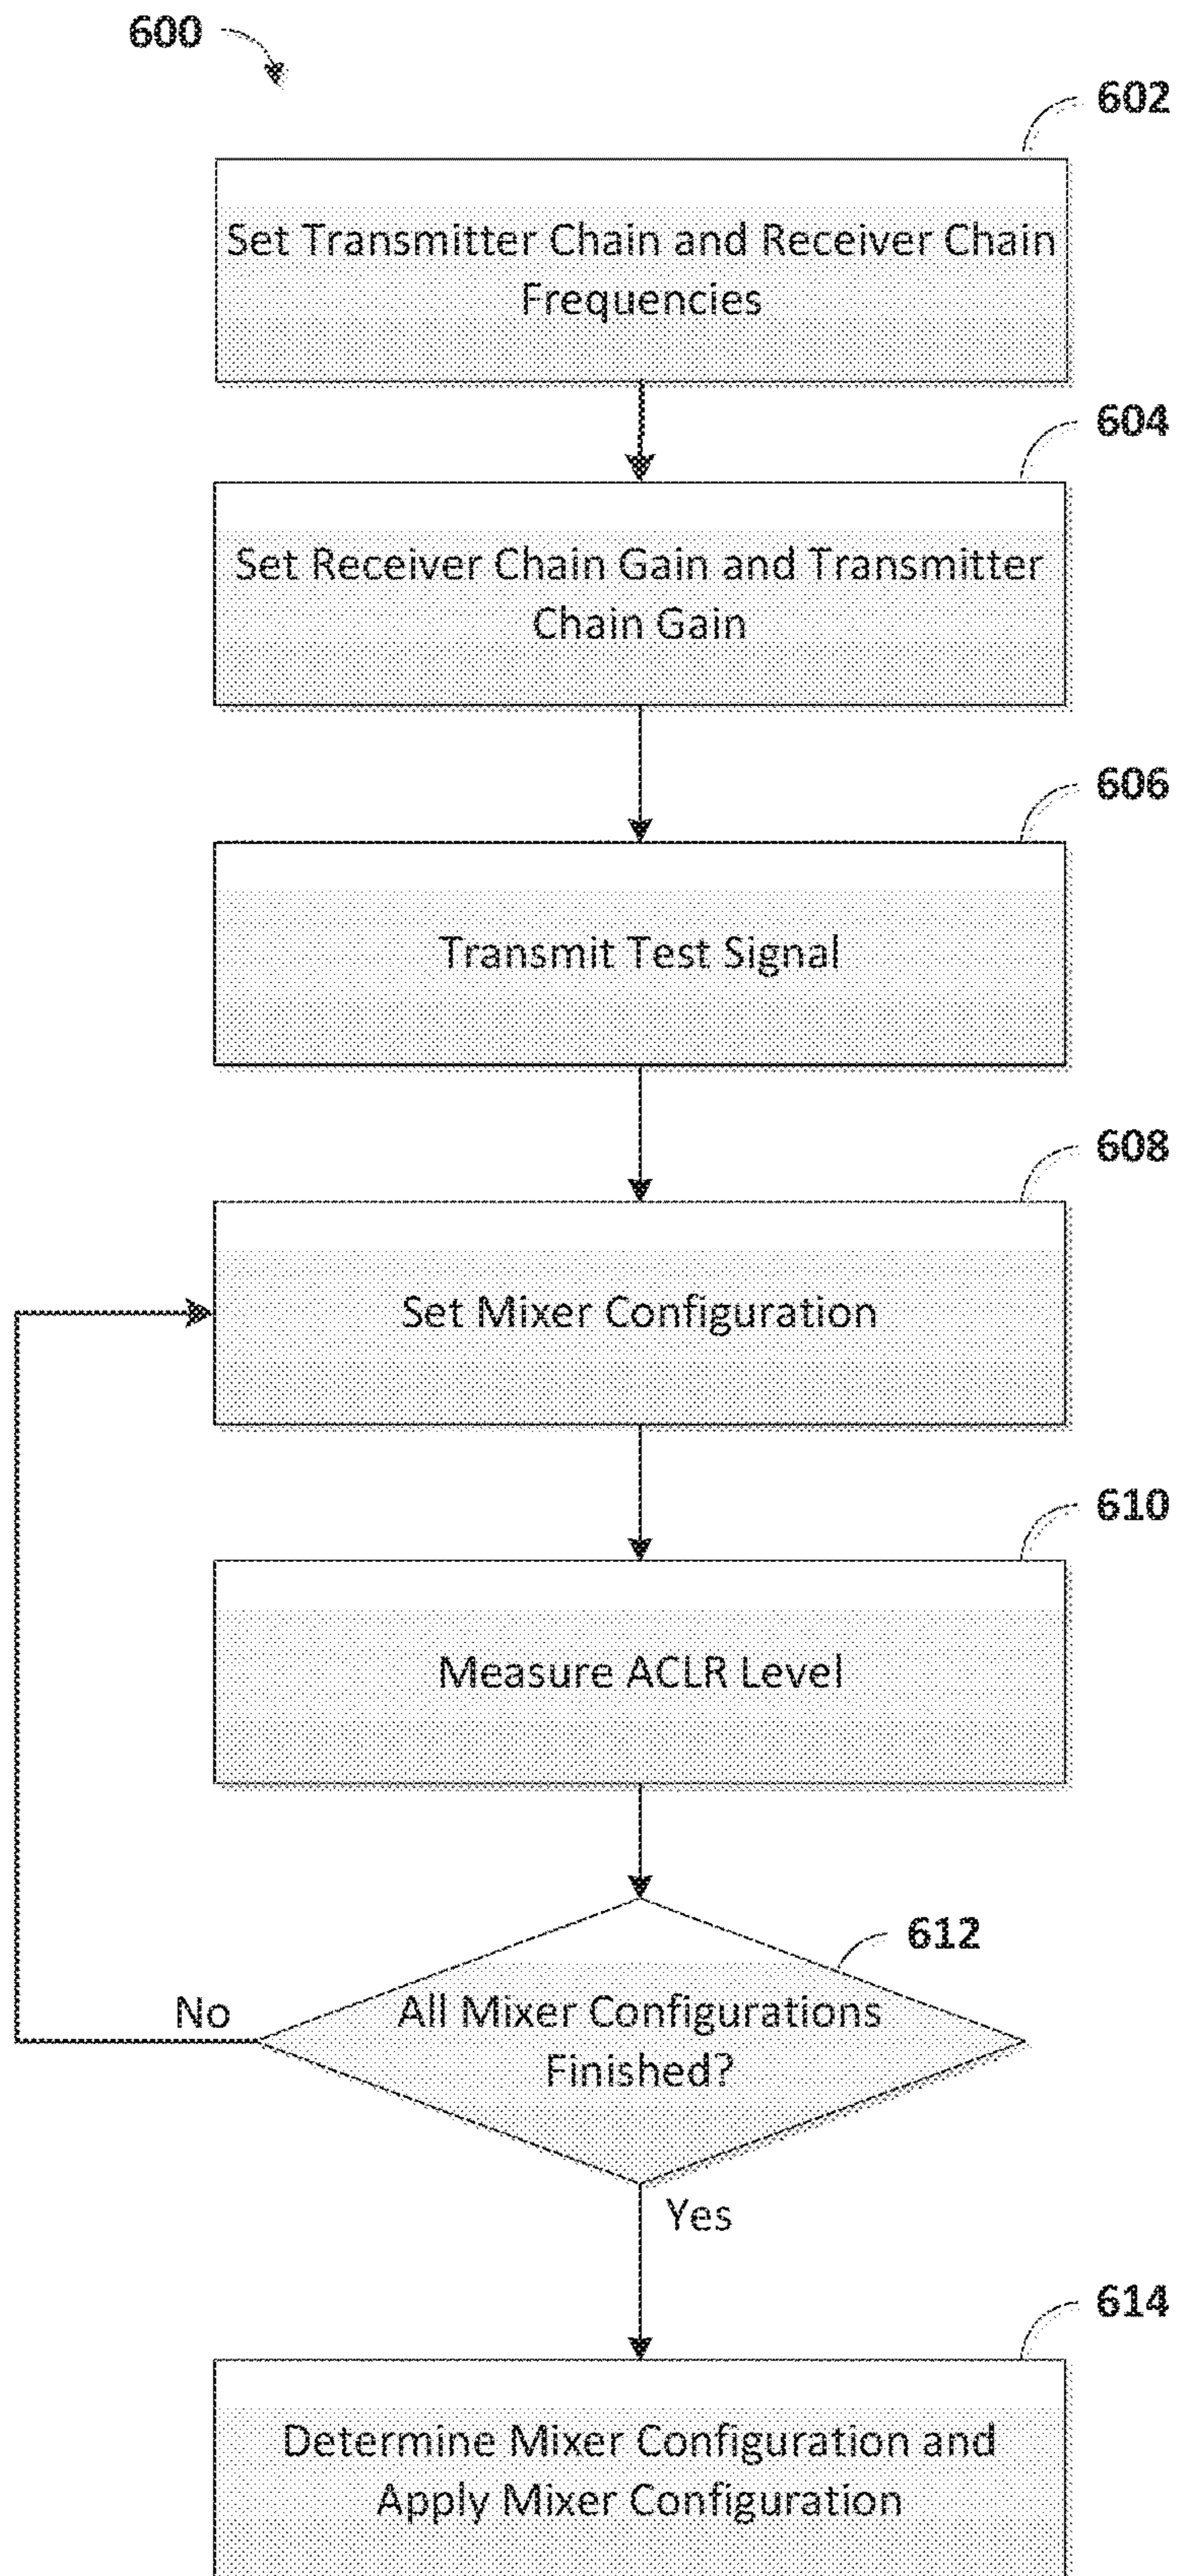 600
602
Set Transmitter Chain and Receiver Chain
Frequencies
604
Set Receiver Chain Gain and Transmitter
Chain Gain
606
Transmit Test Signal
608
Set Mixer Configuration
610
Measure ACLR Level
612
All Mixer Configurations
Finished?
No
Yes
614
Determine Mixer Configuration and
Apply Mixer Configuration